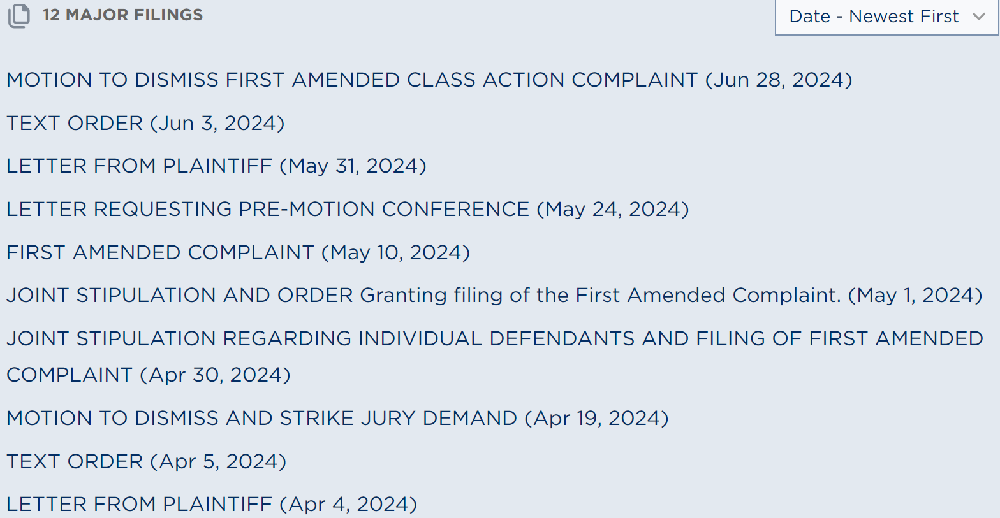 12 MAJOR FILINGS
Date - Newest First
MOTION TO DISMISS FIRST AMENDED CLASS ACTION COMPLAINT (Jun 28, 2024)
TEXT ORDER (Jun 3, 2024)
LETTER FROM PLAINTIFF (May 31, 2024)
LETTER REQUESTING PRE-MOTION CONFERENCE (May 24, 2024)
FIRST AMENDED COMPLAINT (May 10, 2024)
JOINT STIPULATION AND ORDER Granting filing of the First Amended Complaint. (May 1, 2024)
JOINT STIPULATION REGARDING INDIVIDUAL DEFENDANTS AND FILING OF FIRST AMENDED
COMPLAINT (Apr 30, 2024)
MOTION TO DISMISS AND STRIKE JURY DEMAND (Apr 19, 2024)
TEXT ORDER (Apr 5, 2024)
LETTER FROM PLAINTIFF (Apr 4, 2024)